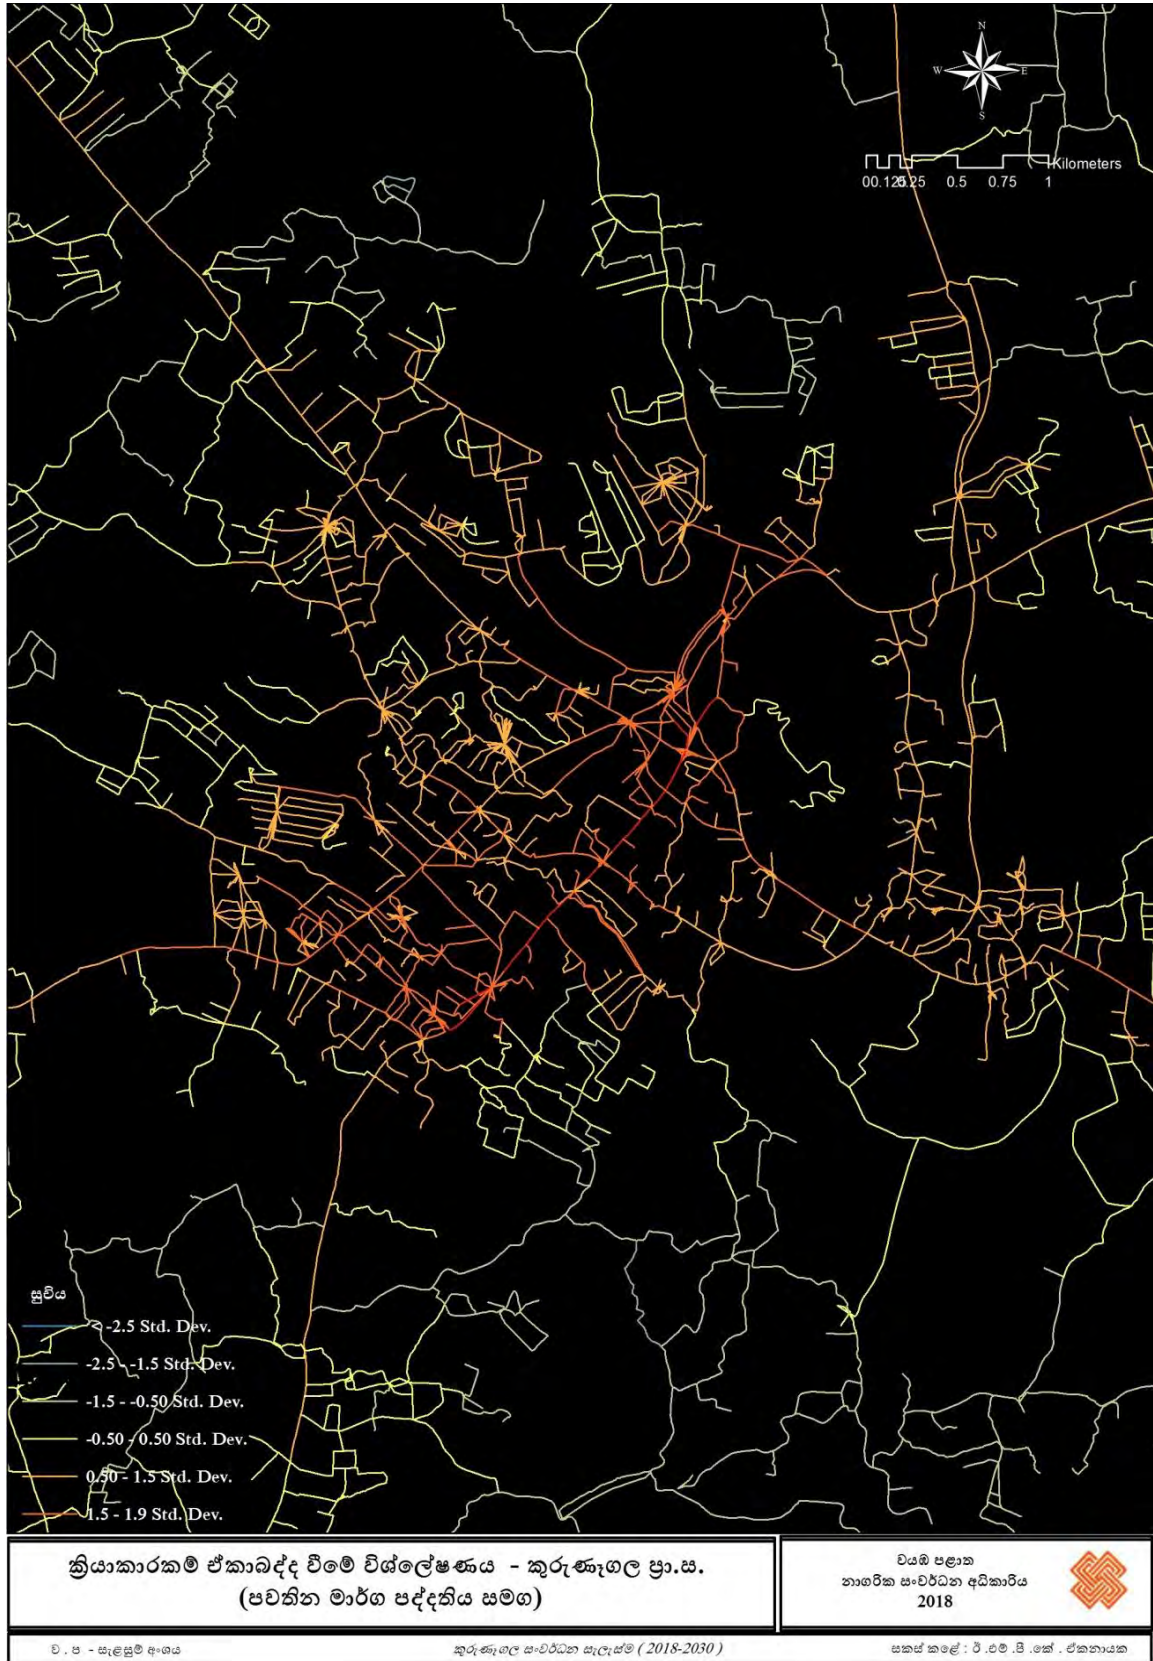 N
W E
S
Kilometers
0 0.125 0.25 0.5 0.75 1
සූචිය
< -2.5 Std. Dev.
-2.5 - -1.5 Std. Dev.
-1.5 - -0.50 Std. Dev.
-0.50 - 0.50 Std. Dev.
0.50 - 1.5 Std. Dev.
1.5 - 1.9 Std. Dev.
ක්‍රියාකාරකම් ඒකාබද්ද වීමේ විශ්ලේෂණය - කුරුණෑගල ප්‍රා.ස.
(පවතින මාර්ග පද්දතිය සමග)
වයඹ පළාත
නාගරික සංවර්ධන අධිකාරිය
2018
ව . ප - සැළසුම් අංශය
කුරුණෑගල සංවර්ධන සැලැස්ම ( 2018-2030 )
සකස් කළේ : ඊ .එම් .පී .කේ . ඒකනායක